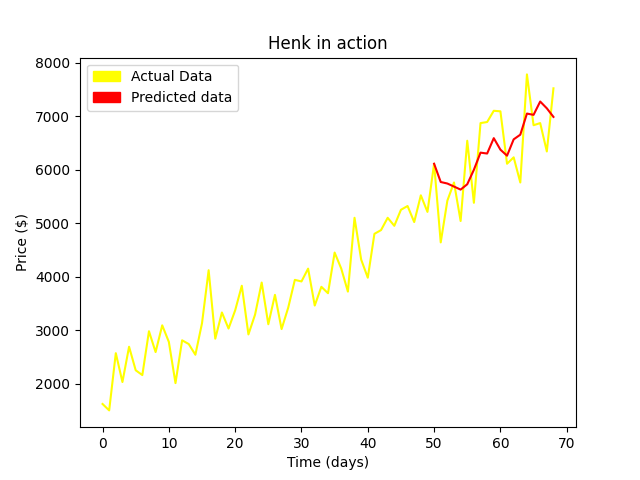 Henk in action
Actual Data
Predicted data
Price ($)
8000
7000
6000
5000
4000
3000
2000
0 10 20 30 40 50 60 70
Time (days)